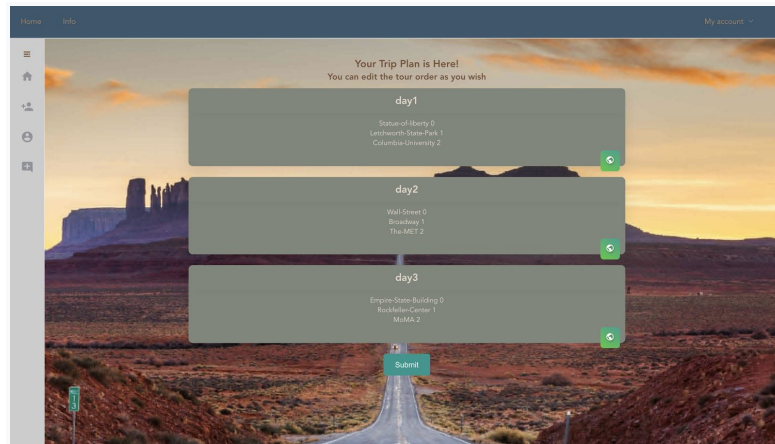 Home Info My account
Your Trip Plan is Here!
You can edit the tour order as you wish
day1
Statue-of-liberty 0
Letchworth-State-Park 1
Columbia-University 2
day2
Wall-Street 0
Broadway 1
The-MET 2
day3
Empire-State-Building 0
Rockfeller-Center 1
MoMA 2
Submit
13